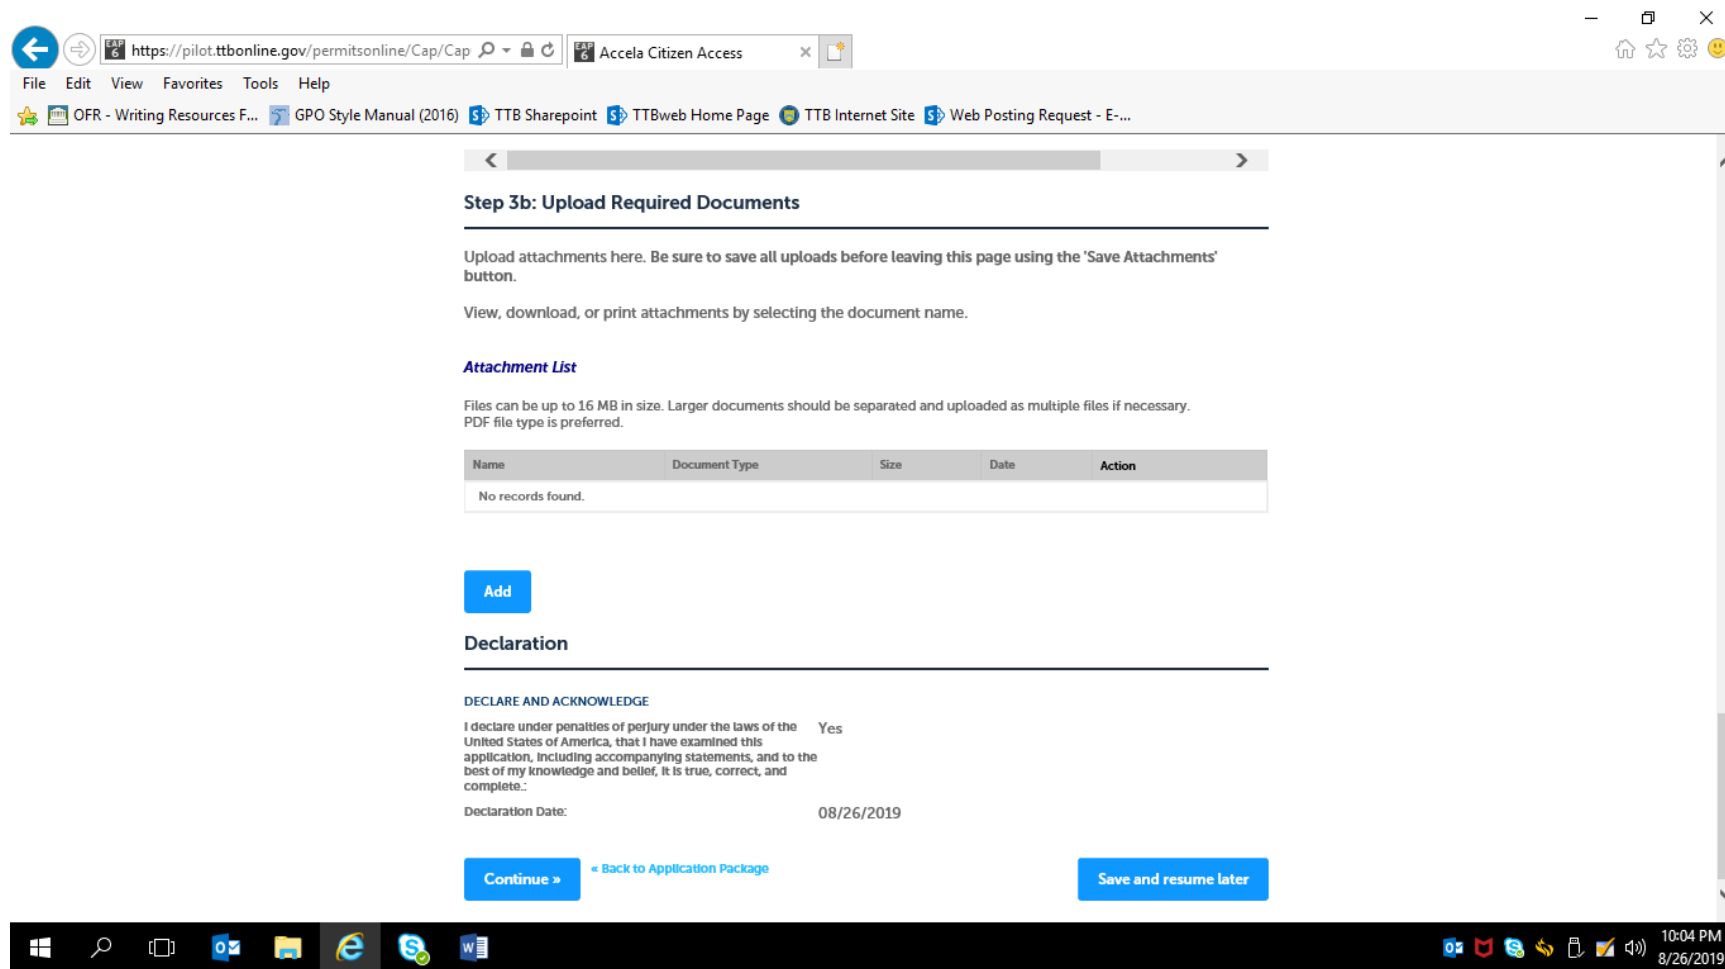 https://pilot.ttbonline.gov/permitsonline/Cap/Cap
EAP 6 Accela Citizen Access
File Edit View Favorites Tools Help
OFR - Writing Resources F... GPO Style Manual (2016) TTB Sharepoint TTBweb Home Page TTB Internet Site Web Posting Request - E-...
Step 3b: Upload Required Documents
Upload attachments here. Be sure to save all uploads before leaving this page using the 'Save Attachments'
button.
View, download, or print attachments by selecting the document name.
Attachment List
Files can be up to 16 MB in size. Larger documents should be separated and uploaded as multiple files if necessary.
PDF file type is preferred.
Name Document Type Size Date Action
No records found.
Add
Declaration
DECLARE AND ACKNOWLEDGE
I declare under penalties of perjury under the laws of the Yes
United States of America, that I have examined this
application, including accompanying statements, and to the
best of my knowledge and belief, it is true, correct, and
complete.:
Declaration Date: 08/26/2019
Continue » « Back to Application Package Save and resume later
10:04 PM
8/26/2019